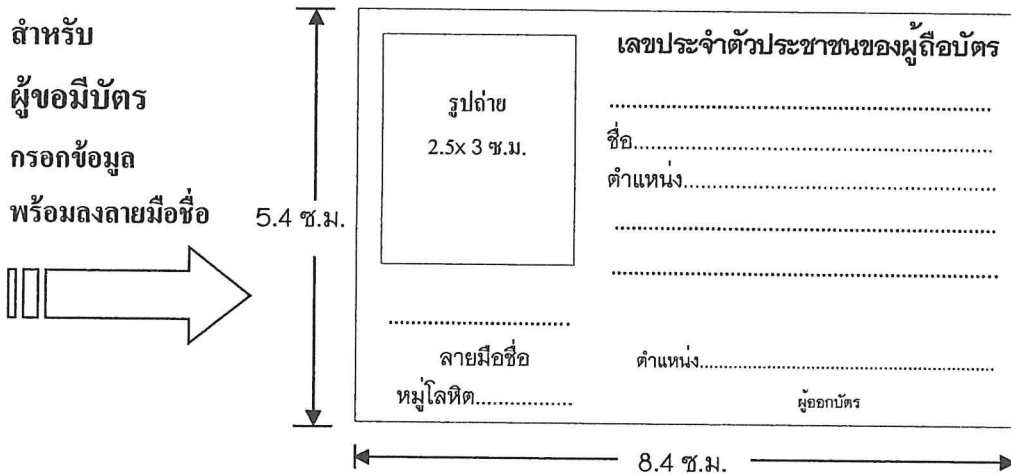 สำหรับ
ผู้ขอมีบัตร
กรอกข้อมูล
พร้อมลงลายมือชื่อ
5.4 ซ.ม.
รูปถ่าย
2.5x 3 ซ.ม.
ลายมือชื่อ
หมู่โลหิต...............
เลขประจำตัวประชาชนของผู้ถือบัตร
............................................................
ชื่อ............................................................
ตำแหน่ง....................................................
............................................................
............................................................
ตำแหน่ง...........................................
ผู้ออกบัตร
8.4 ซ.ม.